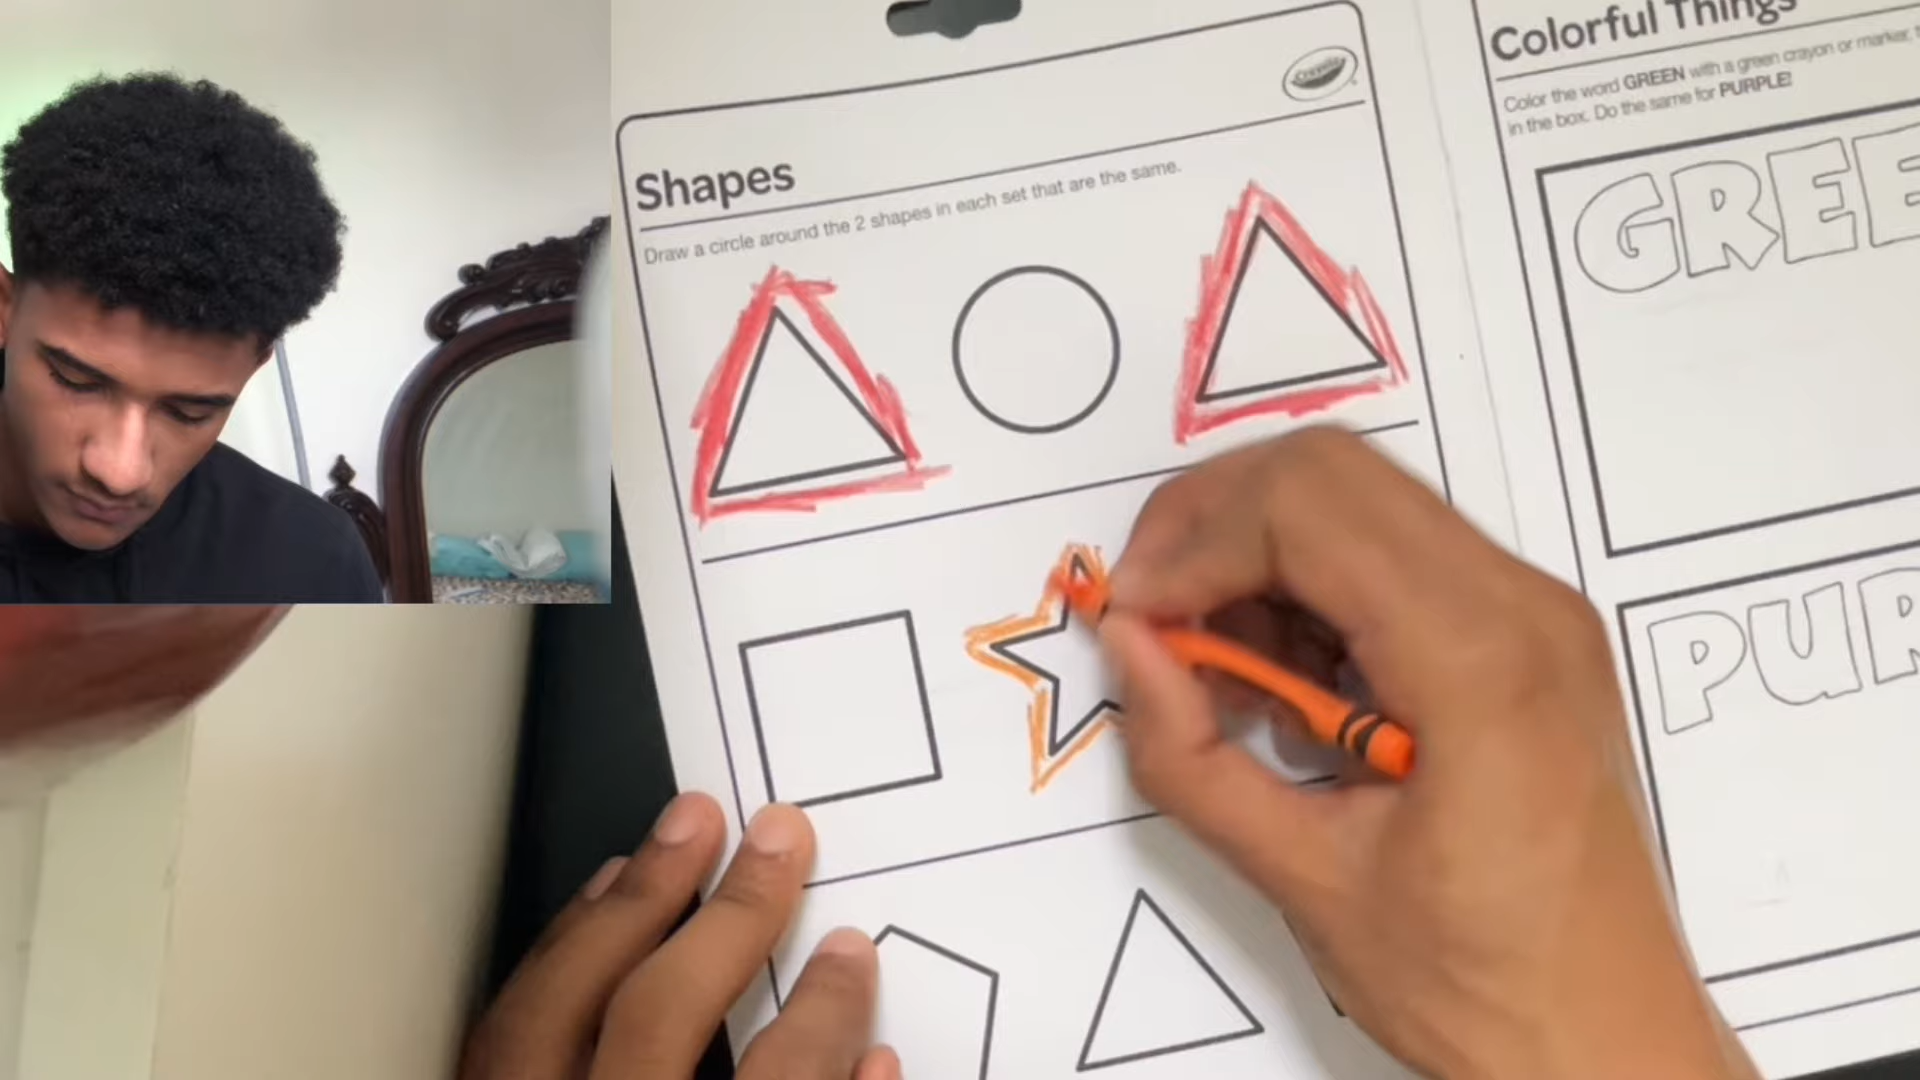 Crayola
Shapes
Draw a circle around the 2 shapes in each set that are the same.
Colorful Things
Color the word GREEN with a green crayon or marker,
in the box. Do the same for PURPLE!
GREE
PUR